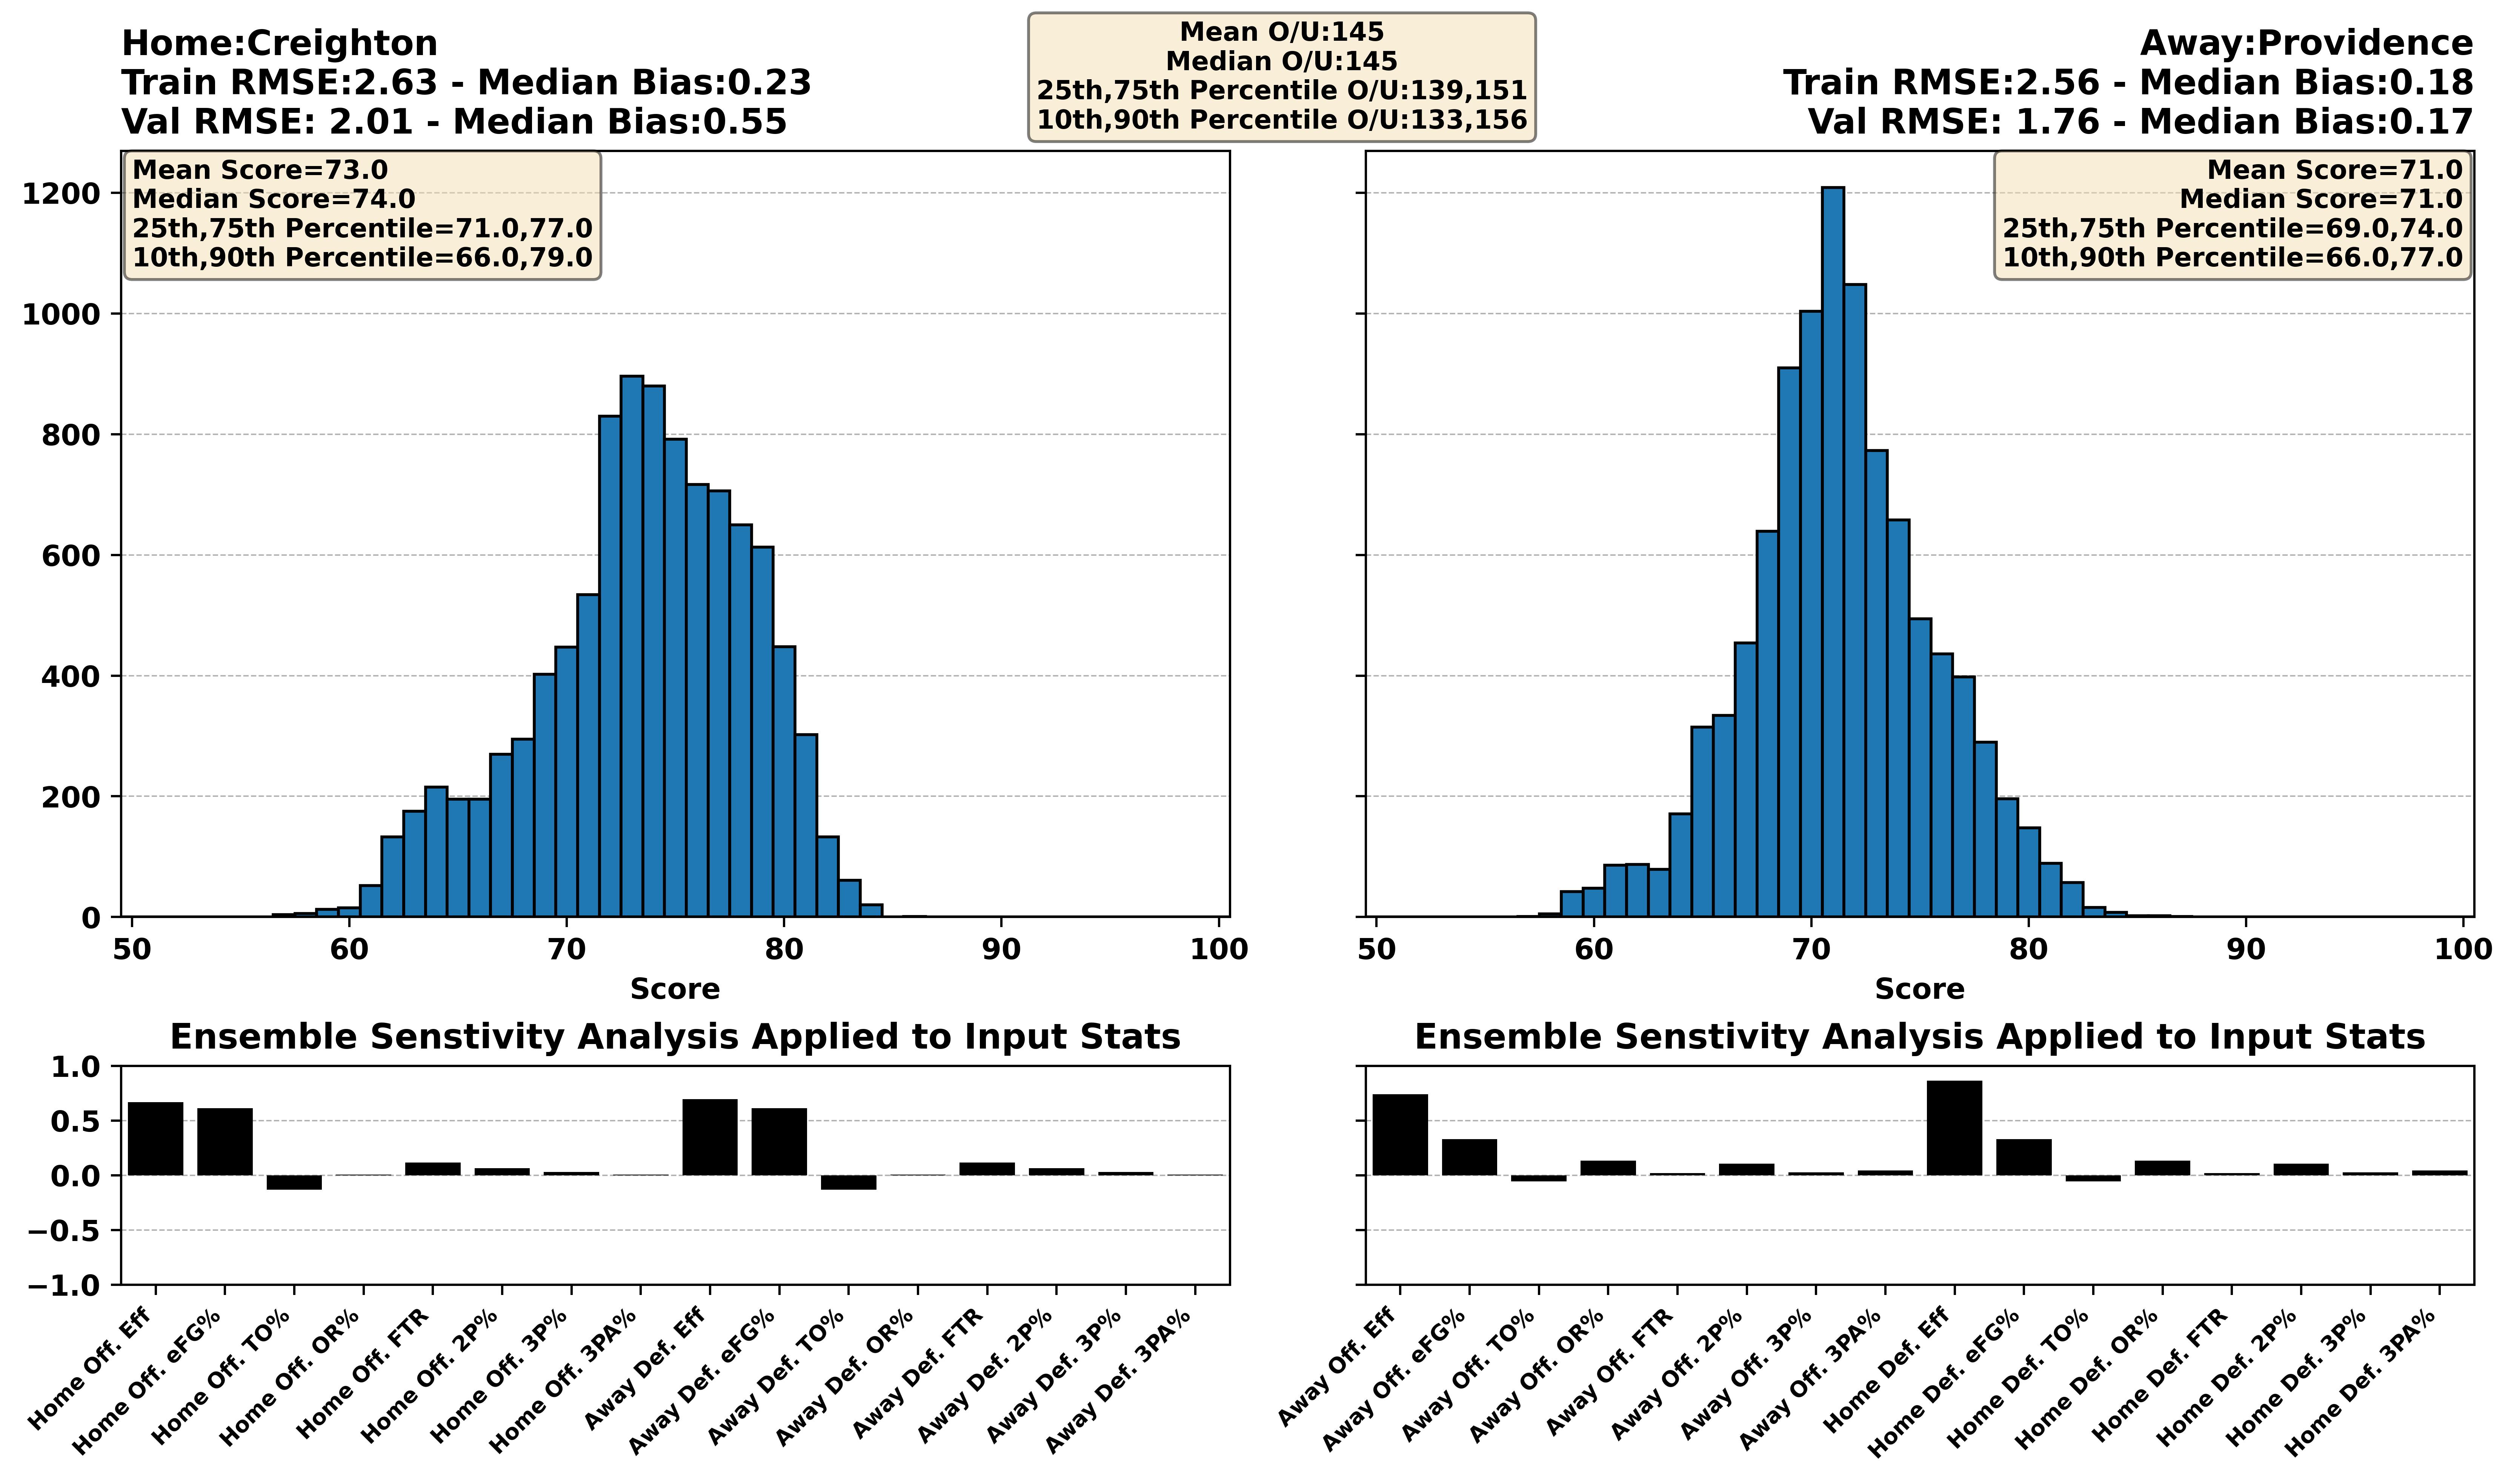 Home:Creighton
Train RMSE:2.63 - Median Bias:0.23
Val RMSE: 2.01 - Median Bias:0.55
Mean O/U:145
Median O/U:145
25th,75th Percentile O/U:139,151
10th,90th Percentile O/U:133,156
Away:Providence
Train RMSE:2.56 - Median Bias:0.18
Val RMSE: 1.76 - Median Bias:0.17
Mean Score=73.0
Median Score=74.0
25th,75th Percentile=71.0,77.0
10th,90th Percentile=66.0,79.0
1200
1000
800
600
400
200
0
50 60 70 80 90 100
Score
Mean Score=71.0
Median Score=71.0
25th,75th Percentile=69.0,74.0
10th,90th Percentile=66.0,77.0
50 60 70 80 90 100
Score
Ensemble Senstivity Analysis Applied to Input Stats
1.0
0.5
0.0
−0.5
−1.0
Home Off. Eff
Home Off. eFG%
Home Off. TO%
Home Off. OR%
Home Off. FTR
Home Off. 2P%
Home Off. 3P%
Home Off. 3PA%
Away Def. Eff
Away Def. eFG%
Away Def. TO%
Away Def. OR%
Away Def. FTR
Away Def. 2P%
Away Def. 3P%
Away Def. 3PA%
Ensemble Senstivity Analysis Applied to Input Stats
Away Off. Eff
Away Off. eFG%
Away Off. TO%
Away Off. OR%
Away Off. FTR
Away Off. 2P%
Away Off. 3P%
Away Off. 3PA%
Home Def. Eff
Home Def. eFG%
Home Def. TO%
Home Def. OR%
Home Def. FTR
Home Def. 2P%
Home Def. 3P%
Home Def. 3PA%